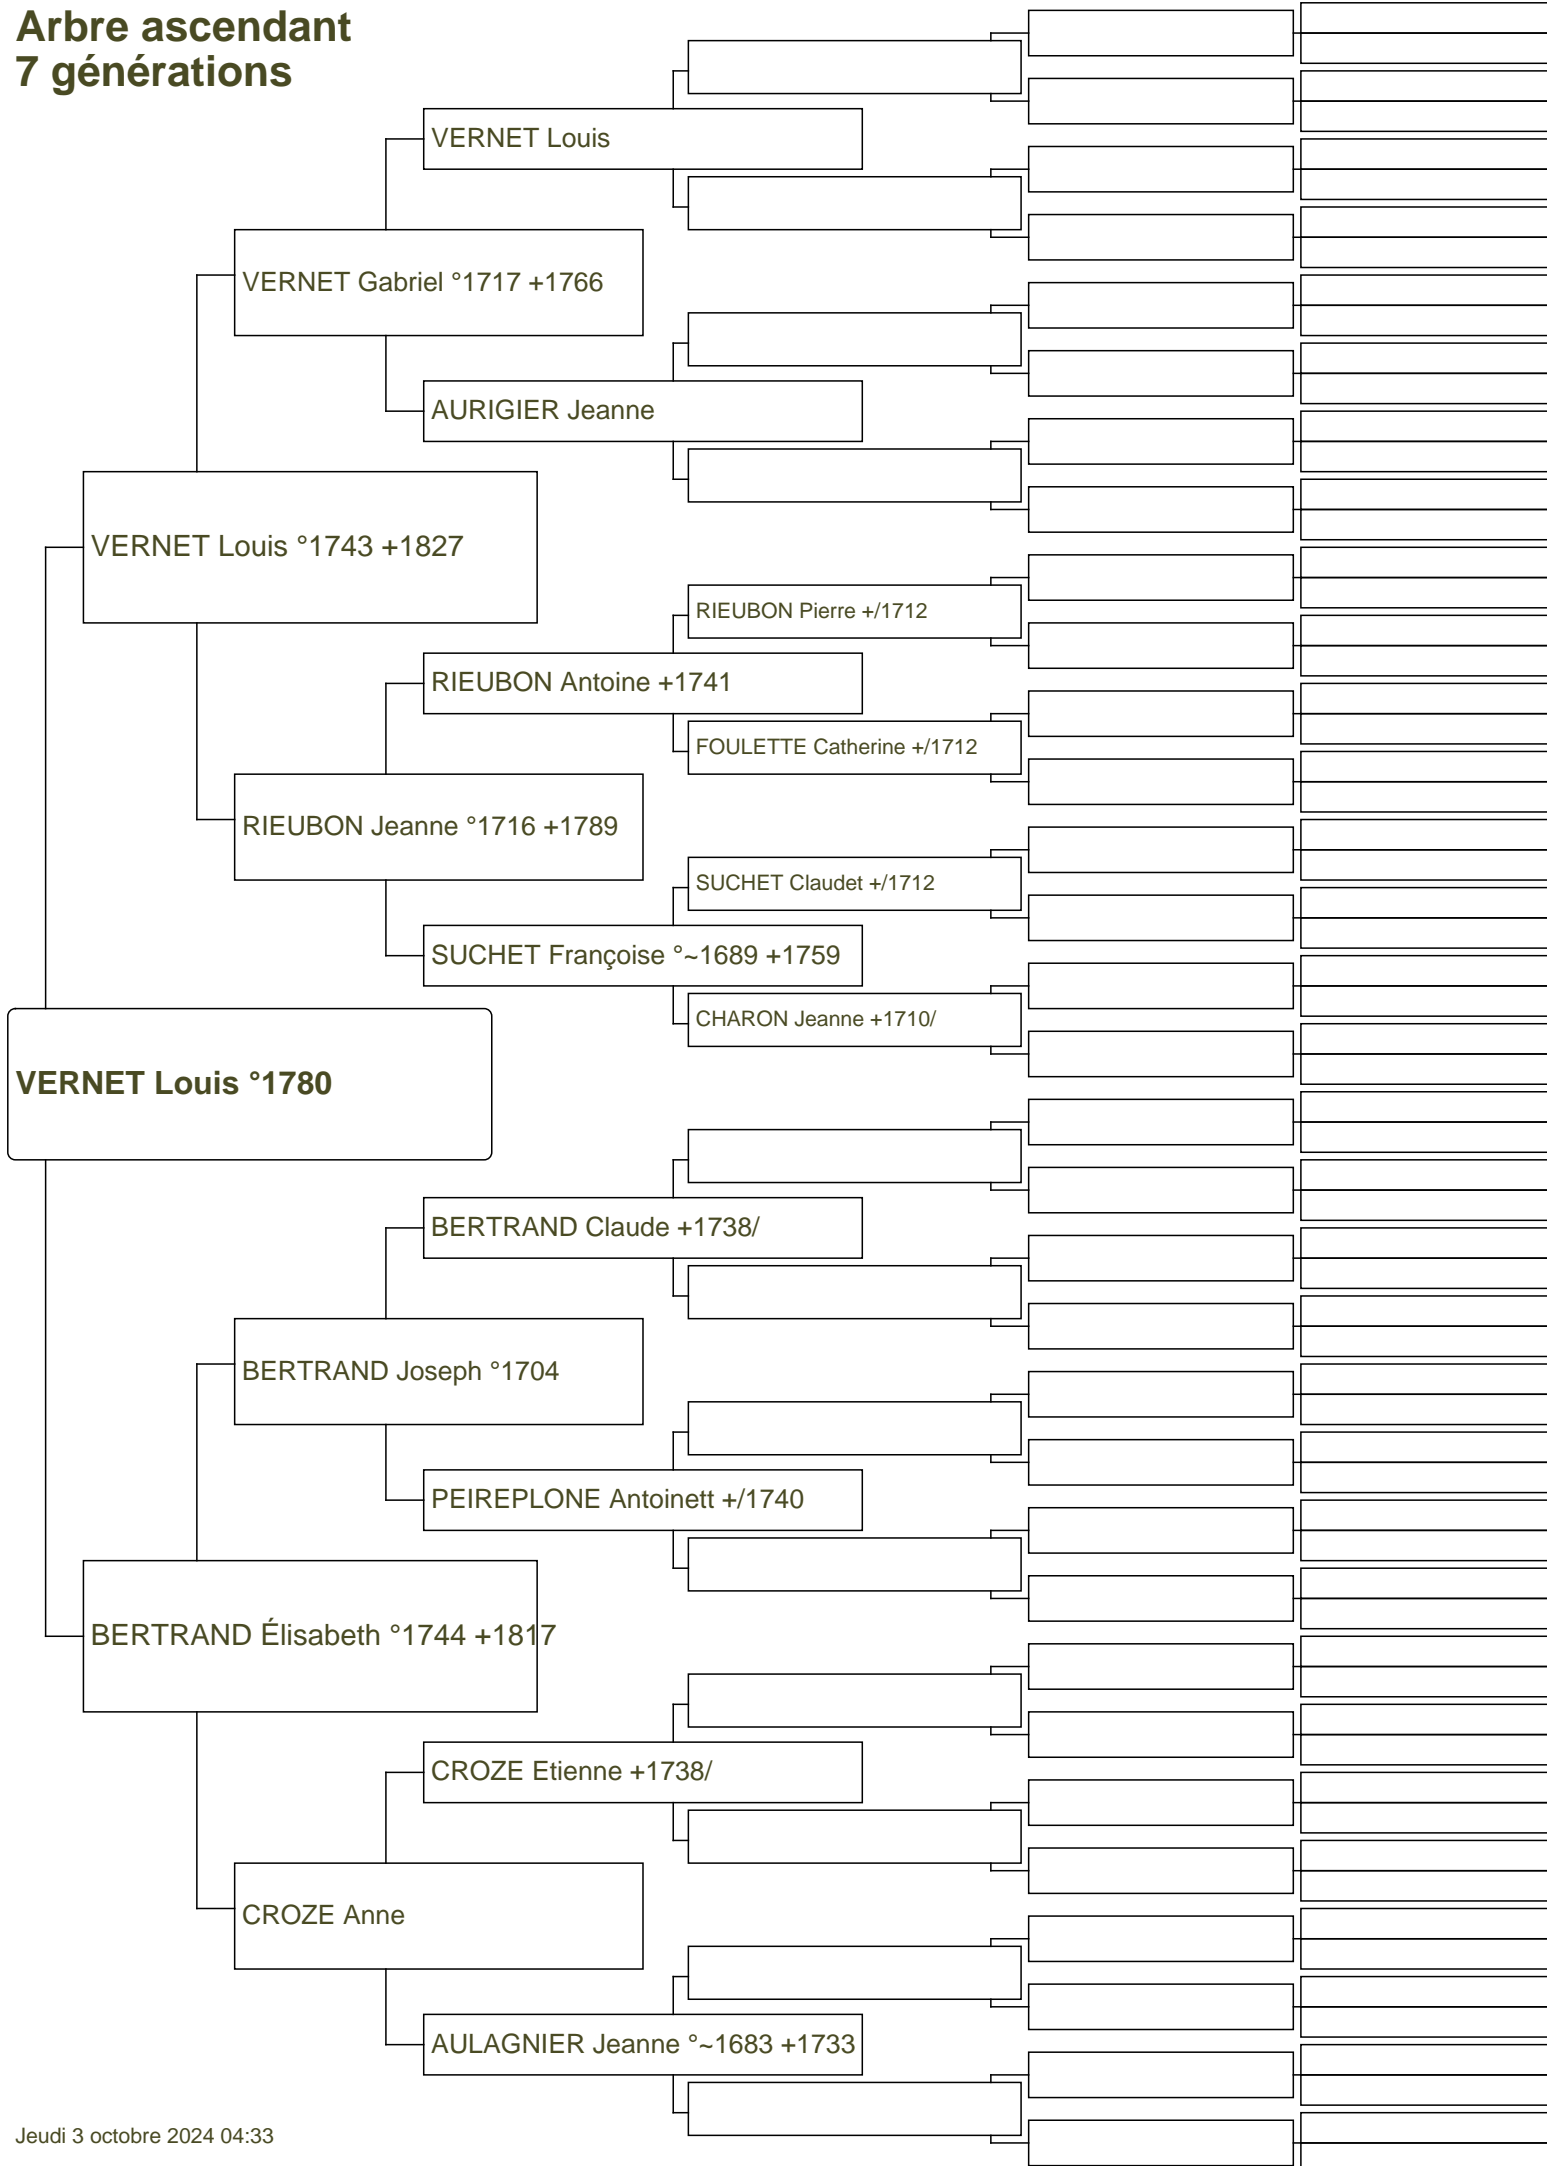 Arbre ascendant
7 générations
VERNET Louis
VERNET Gabriel °1717 +1766
AURIGIER Jeanne
VERNET Louis °1743 +1827
RIEUBON Pierre +/1712
RIEUBON Antoine +1741
FOULETTE Catherine +/1712
RIEUBON Jeanne °1716 +1789
SUCHET Claudet +/1712
SUCHET Françoise °~1689 +1759
CHARON Jeanne +1710/
VERNET Louis °1780
BERTRAND Claude +1738/
BERTRAND Joseph °1704
PEIREPLONE Antoinett +/1740
BERTRAND Élisabeth °1744 +1817
CROZE Etienne +1738/
CROZE Anne
AULAGNIER Jeanne °~1683 +1733
Jeudi 3 octobre 2024 04:33